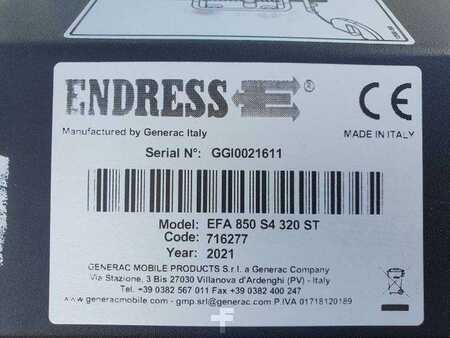 ENDRESS
®
CE
Manufactured by Generac Italy
MADE IN ITALY
Serial N°: GGI0021611
Model: EFA 850 S4 320 ST
Code: 716277
Year: 2021
GENERAC MOBILE PRODUCTS S.r.l. a Generac Company
Via Stazione, 3 Bis 27030 Villanova d'Ardenghi (PV) - Italy
Tel. +39 0382 567 011 Fax +39 0382 400 247
www.generacmobile.com - gmp.srl@generac.com P.IVA 01718120189